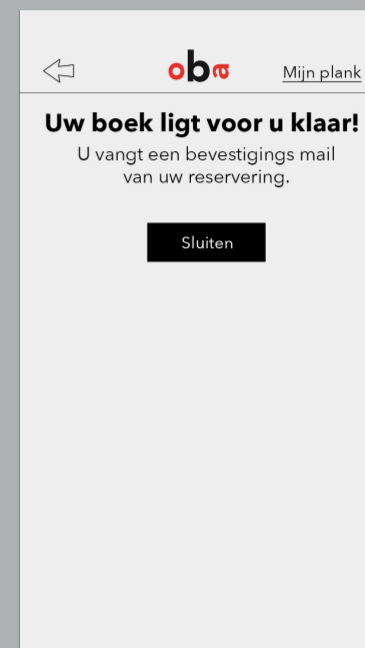 oba
Mijn plank
Uw boek ligt voor u klaar!
U vangt een bevestigings mail
van uw reservering.
Sluiten